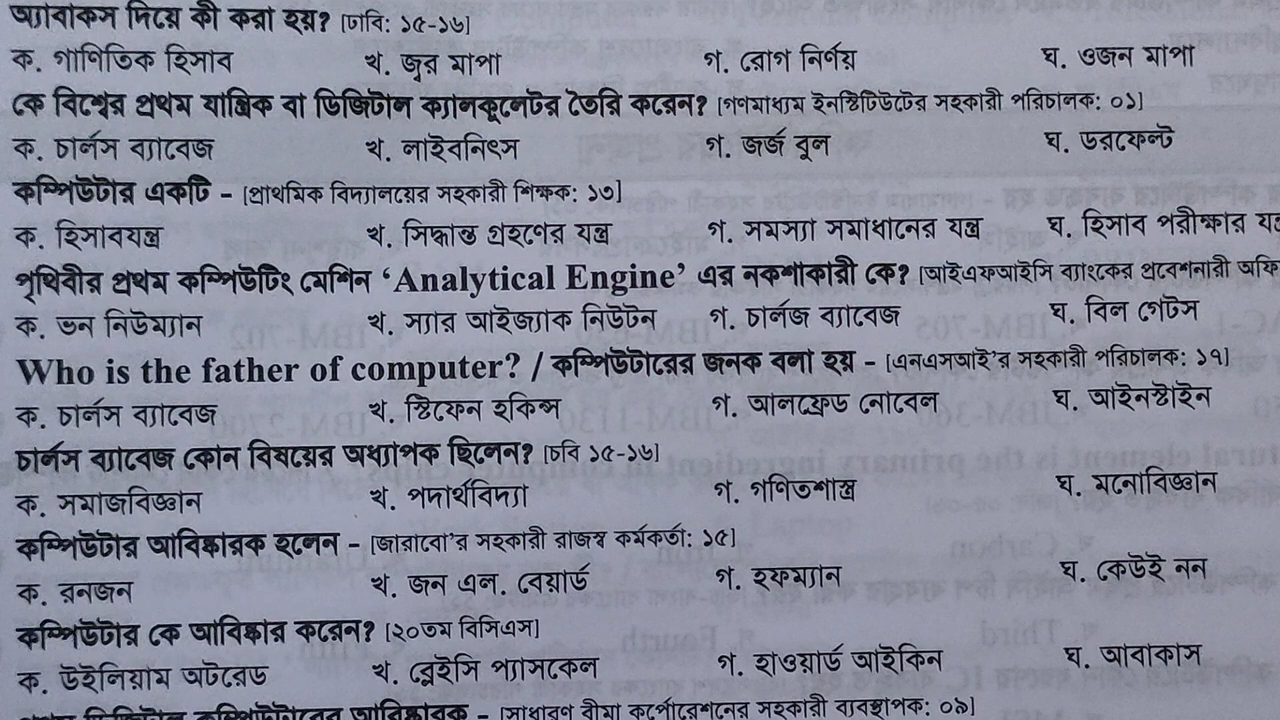 অ্যাবাকস দিয়ে কী করা হয়? [ঢাবি: ১৫-১৬]
ক. গাণিতিক হিসাব খ. জ্বর মাপা গ. রোগ নির্ণয় ঘ. ওজন মাপা
কে বিশ্বের প্রথম যান্ত্রিক বা ডিজিটাল ক্যালকুলেটর তৈরি করেন? [গণমাধ্যম ইনস্টিটিউটের সহকারী পরিচালক: ০১]
ক. চার্লস ব্যাবেজ খ. লাইবনিৎস গ. জর্জ বুল ঘ. ডরফেল্ট
কম্পিউটার একটি – [প্রাথমিক বিদ্যালয়ের সহকারী শিক্ষক: ১৩]
ক. হিসাবযন্ত্র খ. সিদ্ধান্ত গ্রহণের যন্ত্র গ. সমস্যা সমাধানের যন্ত্র ঘ. হিসাব পরীক্ষার
পৃথিবীর প্রথম কম্পিউটিং মেশিন ‘Analytical Engine’ এর নকশাকারী কে? [আইএফআইসি ব্যাংকের প্রবেশনারী
ক. ভন নিউম্যান খ. স্যার আইজ্যাক নিউটন গ. চার্লজ ব্যাবেজ ঘ. বিল গেটস
Who is the father of computer? / কম্পিউটারের জনক বলা হয় – [এনএসআই'র সহকারী পরিচালক: ১৭]
ক. চার্লস ব্যাবেজ খ. স্টিফেন হকিন্স গ. আলফ্রেড নোবেল ঘ. আইনস্টাইন
চার্লস ব্যাবেজ কোন বিষয়ের অধ্যাপক ছিলেন? [চবি ১৫-১৬]
ক. সমাজবিজ্ঞান খ. পদার্থবিদ্যা গ. গণিতশাস্ত্র ঘ. মনোবিজ্ঞান
কম্পিউটার আবিষ্কারক হলেন – [জারাবো'র সহকারী রাজস্ব কর্মকর্তা: ১৫]
ক. রনজন খ. জন এল. বেয়ার্ড গ. হফম্যান ঘ. কেউই নন
কম্পিউটার কে আবিষ্কার করেন? [২০তম বিসিএস]
ক. উইলিয়াম অটরেড খ. ব্লেইসি প্যাসকেল গ. হাওয়ার্ড আইকিন ঘ. আবাকাস
প্রথম ডিজিটাল কম্পিউটারের আবিষ্কারক – [সাধারণ বীমা কর্পোরেশনের সহকারী ব্যবস্থাপক: ০৯]